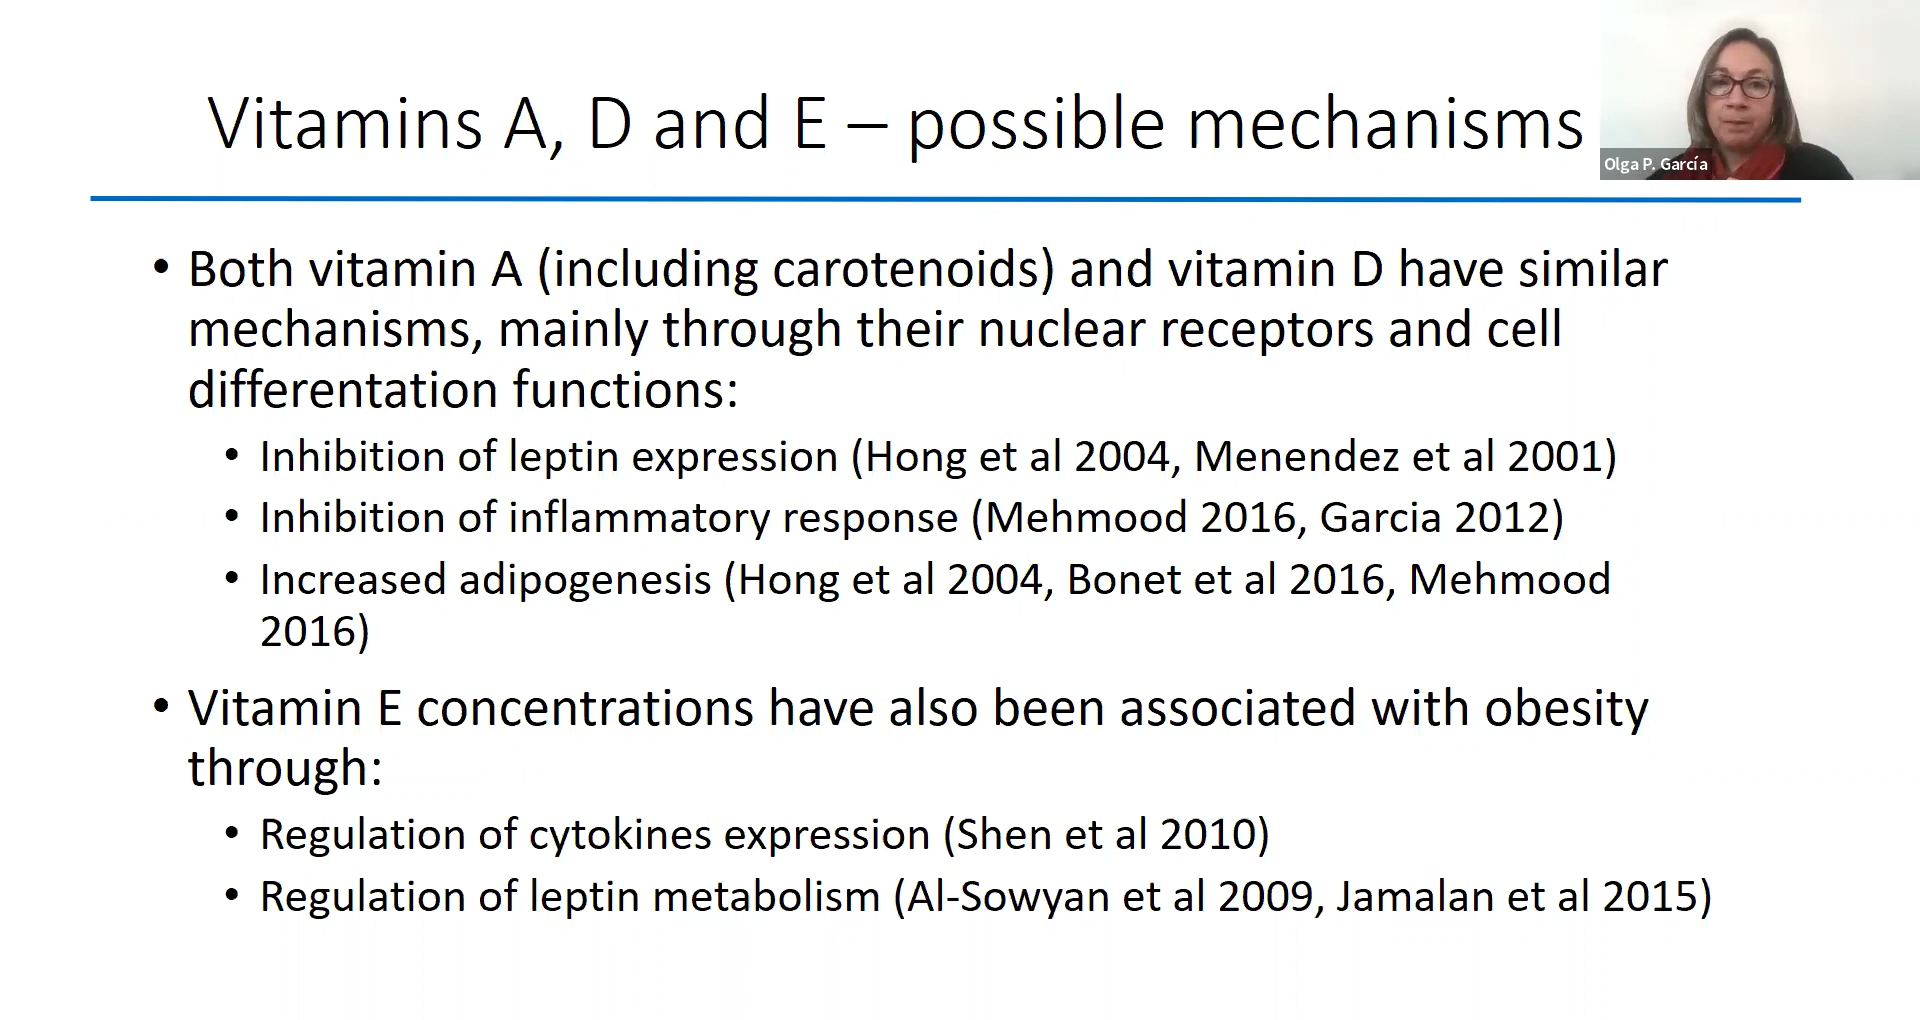 Vitamins A, D and E – possible mechanisms
Olga P. García
• Both vitamin A (including carotenoids) and vitamin D have similar
mechanisms, mainly through their nuclear receptors and cell
differentation functions:
• Inhibition of leptin expression (Hong et al 2004, Menendez et al 2001)
• Inhibition of inflammatory response (Mehmood 2016, Garcia 2012)
• Increased adipogenesis (Hong et al 2004, Bonet et al 2016, Mehmood
2016)
• Vitamin E concentrations have also been associated with obesity
through:
• Regulation of cytokines expression (Shen et al 2010)
• Regulation of leptin metabolism (Al-Sowyan et al 2009, Jamalan et al 2015)